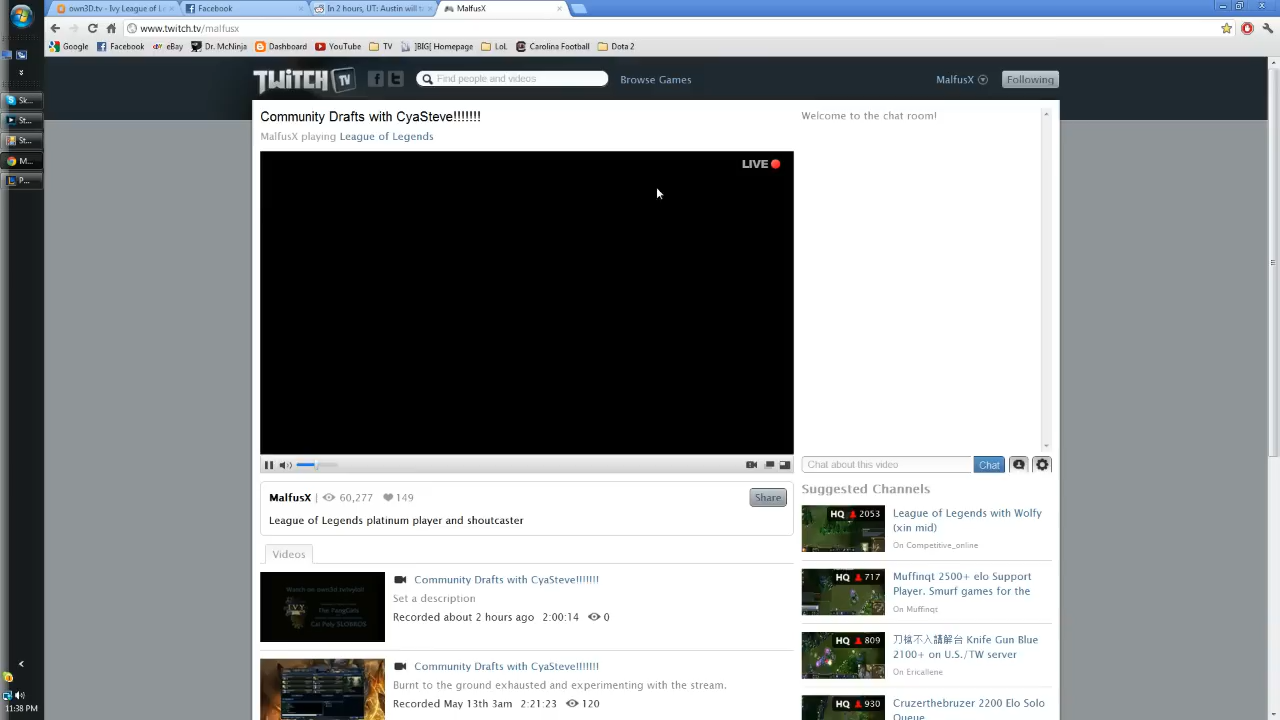 own3d.tv - Ivy League of L
Facebook
In 2 hours, UT: Austin will t
MalfusX
www.twitch.tv/malfusx
Google
Facebook
eBay
Dr. McNinja
Dashboard
YouTube
TV
]BIG[ Homepage
LoL
Carolina Football
Dota 2
TWiTCH TV
Find people and videos
Browse Games
MalfusX
Following
Community Drafts with CyaSteve!!!!!!!
MalfusX playing League of Legends
LIVE
Welcome to the chat room!
Chat about this video
Chat
MalfusX | 60,277 149
Share
League of Legends platinum player and shoutcaster
Videos
Community Drafts with CyaSteve!!!!!!!
Set a description
Recorded about 2 hours ago 2:00:14 0
Community Drafts with CyaSteve!!!!!!!
Burnin to the ground exhausted and experimenting with the stream
Recorded May 13th 3am 2:21:23 120
Suggested Channels
HQ 2053
League of Legends with Wolfy
(xin mid)
On Competitive_online
HQ 717
Muffinqt 2500+ elo Support
Player. Smurf games for the
On Muffinqs
HQ 809
刀槍不入請解台 Knife Gun Blue
2100+ on U.S./TW server
On Ericallene
HQ 930
Cruzerthebruzer 2200 Elo Solo
Queue
Sk...
St...
St...
M...
P...
11:38 PM